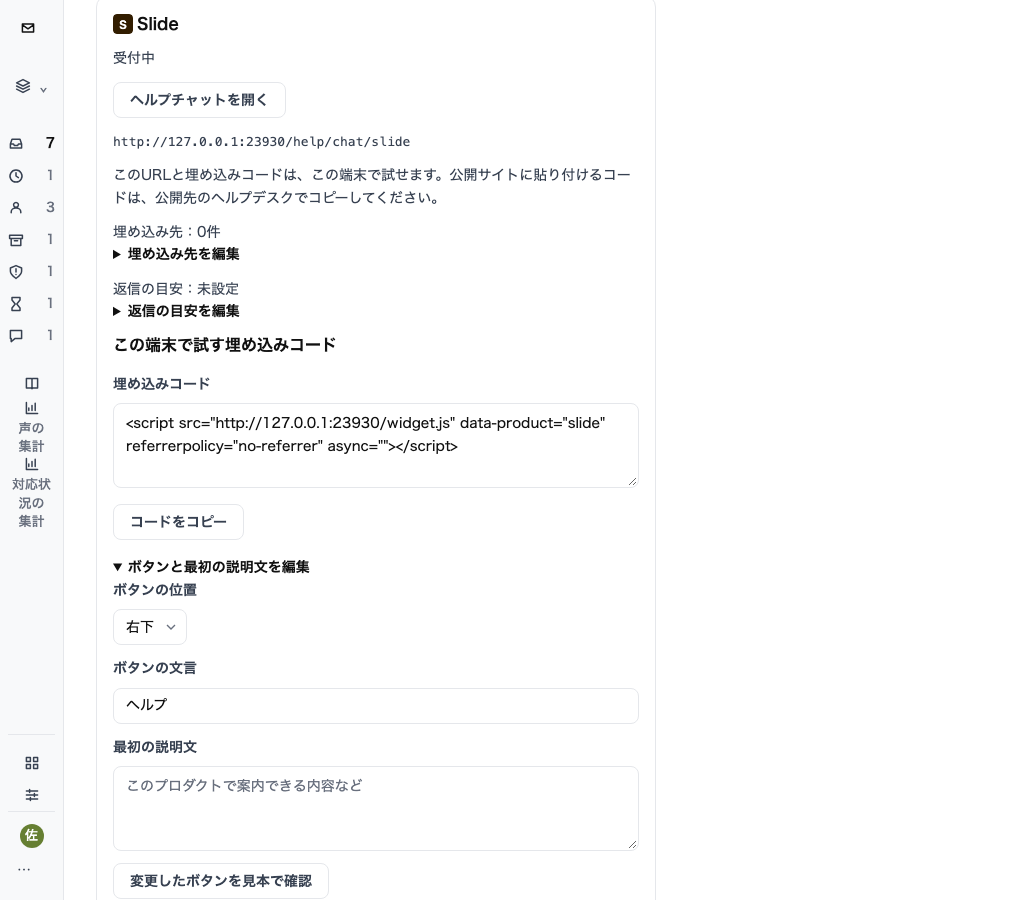 7
1
3
1
1
1
1
声の
集計
対応状
況の
集計
佐
…
S Slide
受付中
ヘルプチャットを開く
http://127.0.0.1:23930/help/chat/slide
このURLと埋め込みコードは、この端末で試せます。公開サイトに貼り付けるコー
ドは、公開先のヘルプデスクでコピーしてください。
埋め込み先：0件
▶ 埋め込み先を編集
返信の目安：未設定
▶ 返信の目安を編集
この端末で試す埋め込みコード
埋め込みコード
<script src="http://127.0.0.1:23930/widget.js" data-product="slide"
referrerpolicy="no-referrer" async=""></script>
コードをコピー
▼ ボタンと最初の説明文を編集
ボタンの位置
右下
ボタンの文言
ヘルプ
最初の説明文
このプロダクトで案内できる内容など
変更したボタンを見本で確認